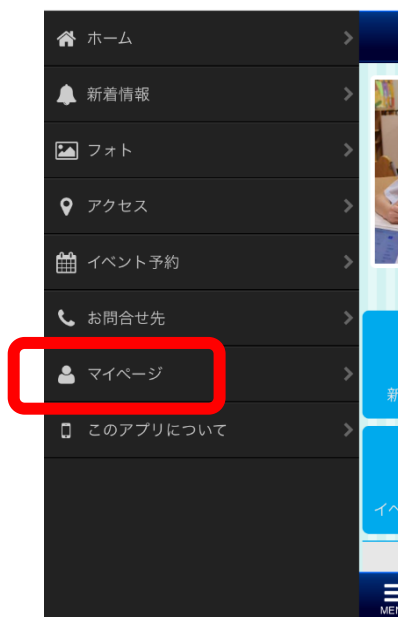 ホーム
新着情報
フォト
アクセス
イベント予約
お問合せ先
マイページ
このアプリについて